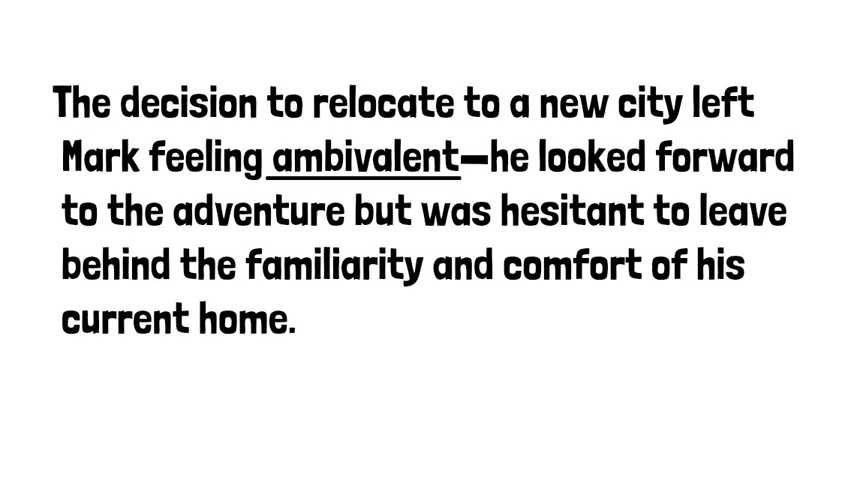 The decision to relocate to a new city left
Mark feeling ambivalent—he looked forward
to the adventure but was hesitant to leave
behind the familiarity and comfort of his
current home.